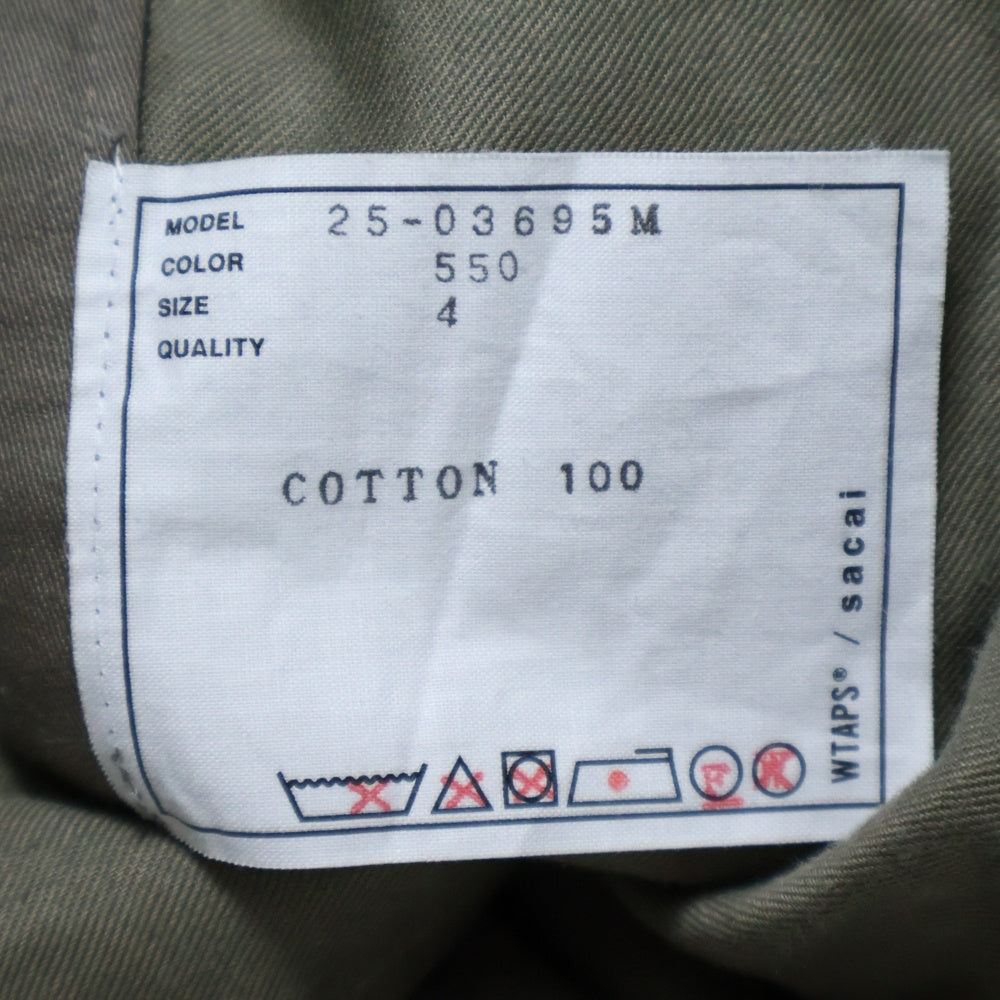 MODEL 25-03695M
COLOR 550
SIZE 4
QUALITY
COTTON 100
WTAPS® / sacai